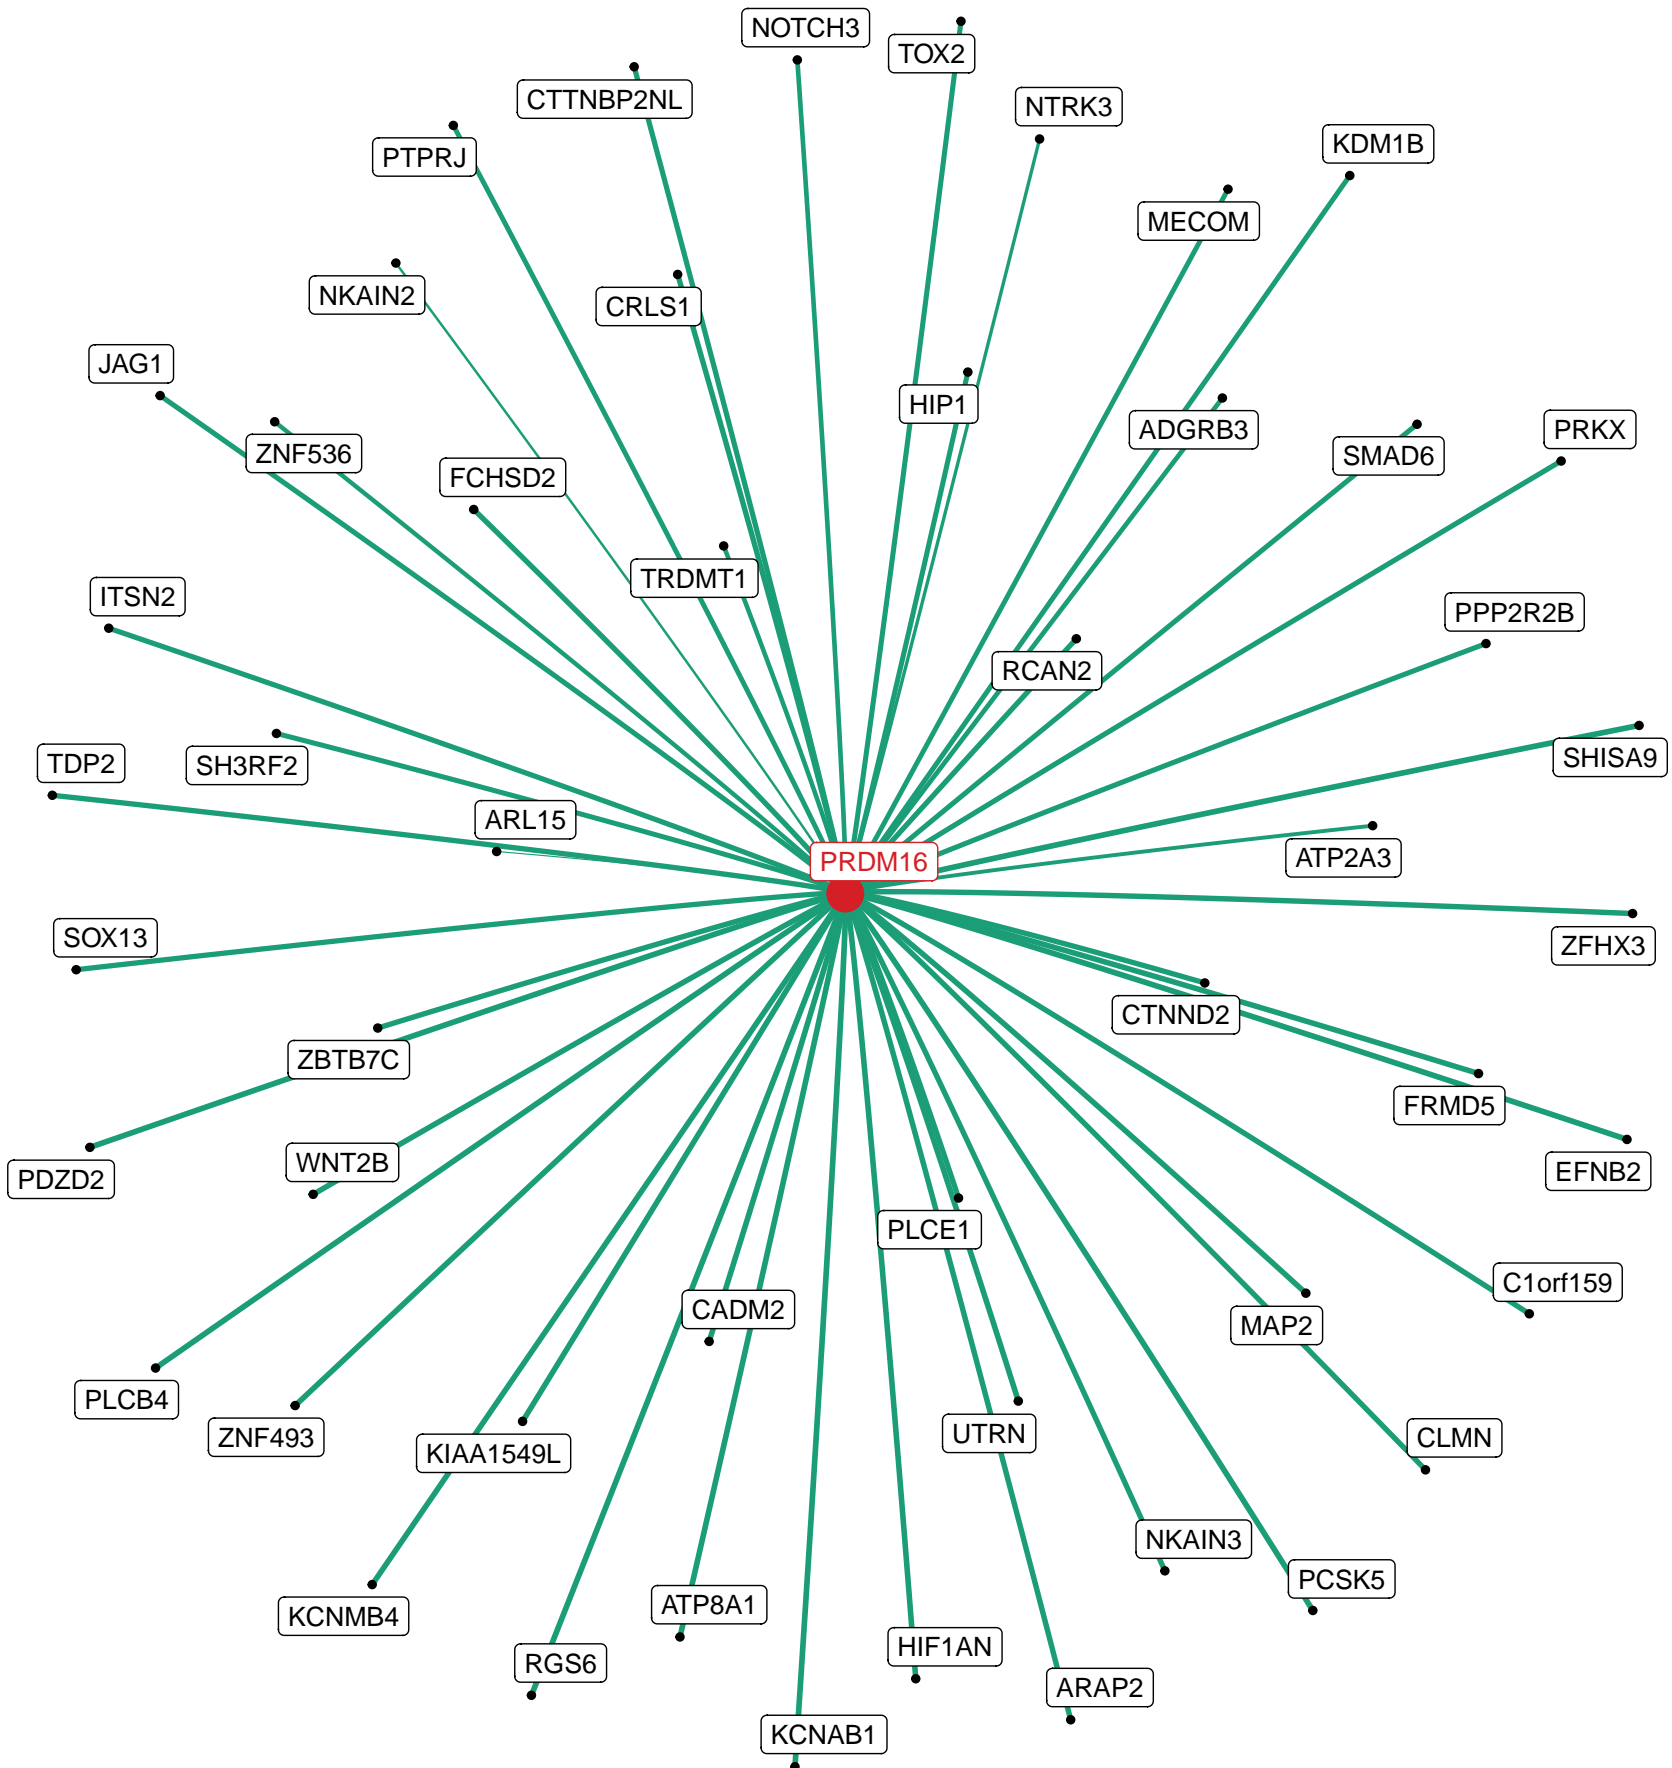 NOTCH3
TOX2
CTTNBP2NL
NTRK3
KDM1B
PTPRJ
MECOM
NKAIN2
CRLS1
JAG1
HIP1
ADGRB3
PRKX
ZNF536
SMAD6
FCHSD2
TRDMT1
ITSN2
PPP2R2B
RCAN2
TDP2
SH3RF2
SHISA9
ARL15
ATP2A3
PRDM16
SOX13
ZFHX3
CTNND2
ZBTB7C
FRMD5
WNT2B
EFNB2
PDZD2
PLCE1
C1orf159
CADM2
MAP2
PLCB4
UTRN
ZNF493
CLMN
KIAA1549L
NKAIN3
PCSK5
ATP8A1
KCNMB4
HIF1AN
RGS6
ARAP2
KCNAB1